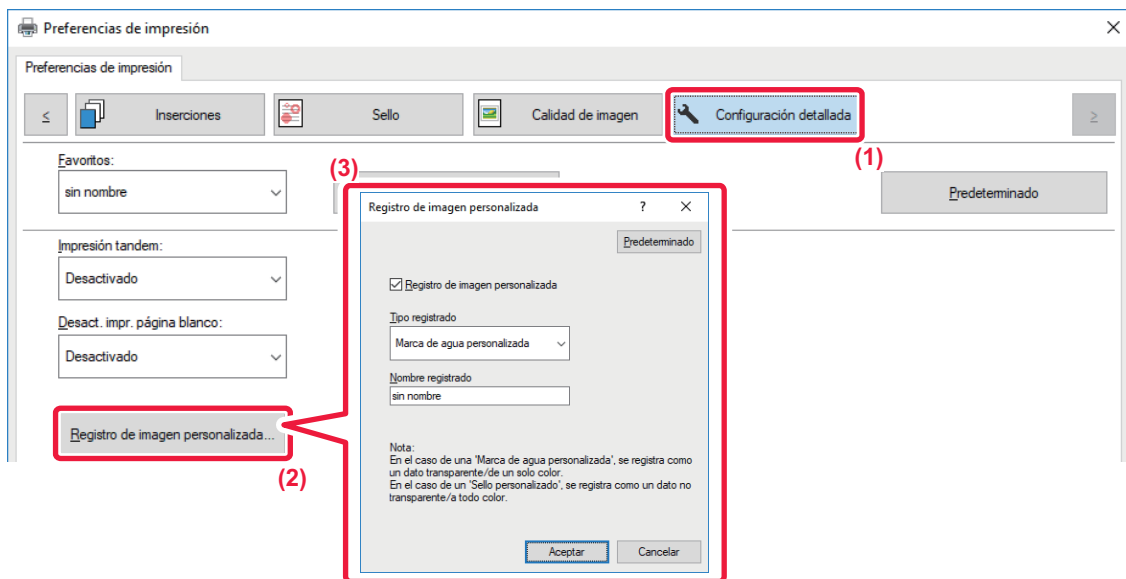 Preferencias de impresión
Preferencias de impresión
<
Inserciones
Sello
Calidad de imagen
Configuración detallada
>
(1)
Favoritos:
sin nombre
Predeterminado
(3)
Impresión tandem:
Desactivado
Desact. impr. página blanco:
Desactivado
Registro de imagen personalizada...
(2)
Registro de imagen personalizada
?
Predeterminado
Registro de imagen personalizada
Tipo registrado
Marca de agua personalizada
Nombre registrado
sin nombre
Nota:
En el caso de una 'Marca de agua personalizada', se registra como
un dato transparente/de un solo color.
En el caso de un 'Sello personalizado', se registra como un dato no
transparente/a todo color.
Aceptar
Cancelar